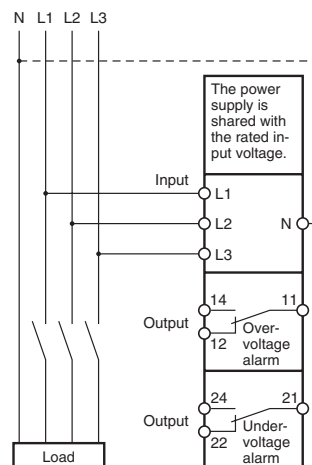 N L1 L2 L3
The power
supply is
shared with
the rated in-
put voltage.
Input
L1
L2
N
L3
14 11
Output
12 Over-
voltage
alarm
24 21
Output
22 Under-
voltage
alarm
Load